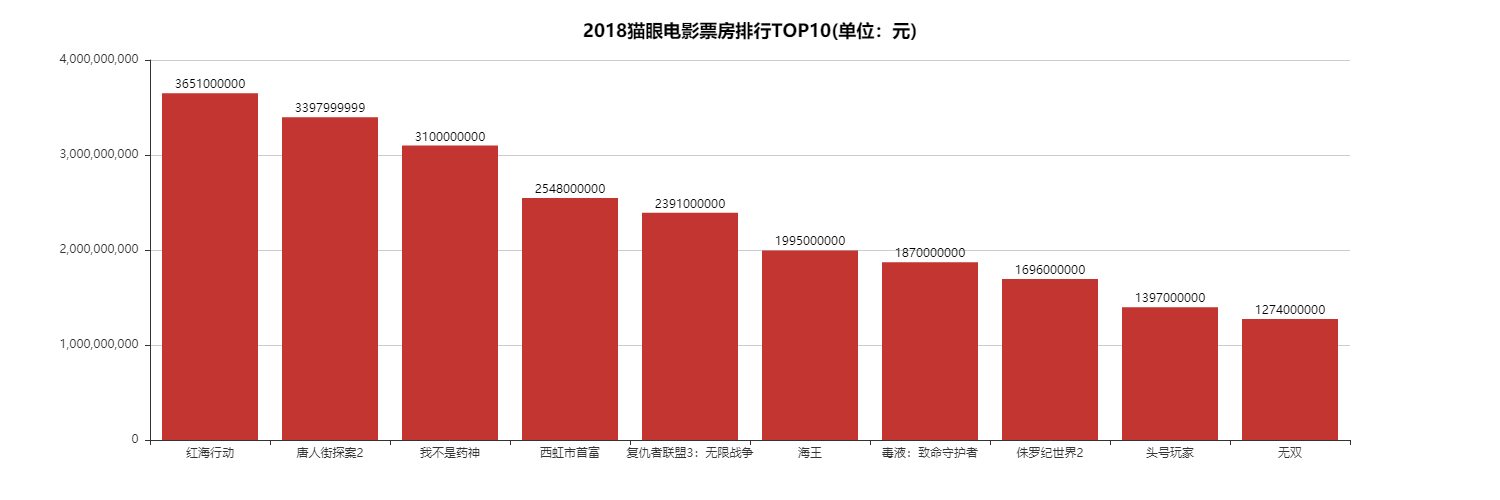 2018猫眼电影票房排行TOP10(单位：元)
4,000,000,000
3,000,000,000
2,000,000,000
1,000,000,000
0
3651000000
3397999999
3100000000
2548000000
2391000000
1995000000
1870000000
1696000000
1397000000
1274000000
红海行动
唐人街探案2
我不是药神
西虹市首富
复仇者联盟3：无限战争
海王
毒液：致命守护者
侏罗纪世界2
头号玩家
无双